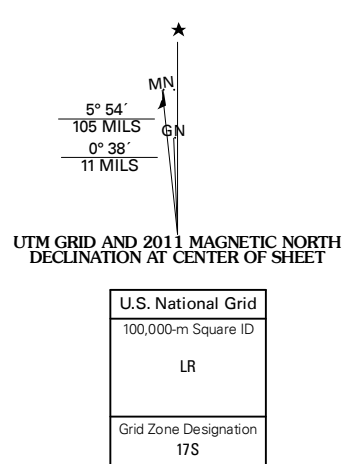 ★
MN
5° 54´
105 MILS
GN
0° 38´
11 MILS
UTM GRID AND 2011 MAGNETIC NORTH
DECLINATION AT CENTER OF SHEET
U.S. National Grid
100,000-m Square ID
LR
Grid Zone Designation
17S